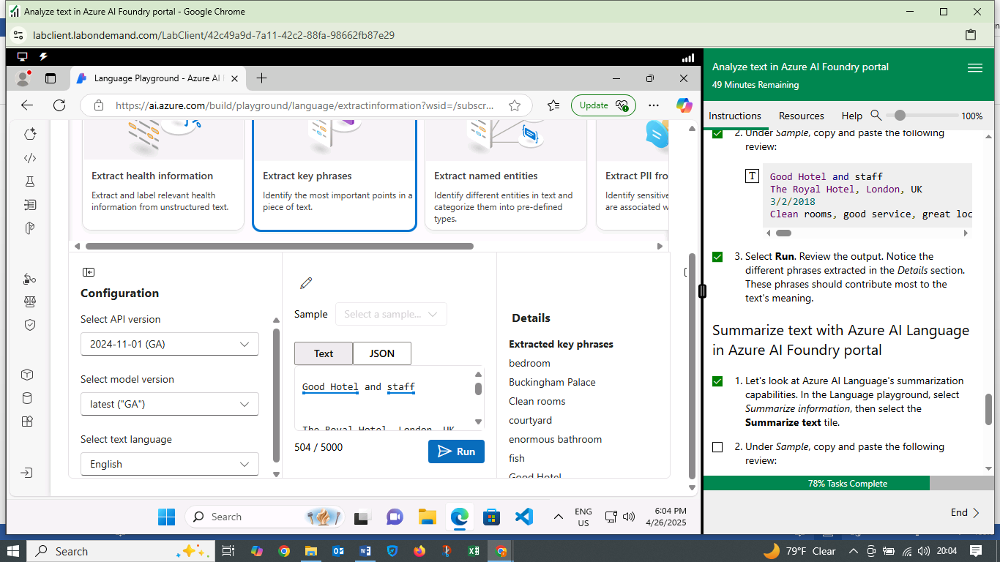 Analyze text in Azure AI Foundry portal - Google Chrome
labclient.labondemand.com/LabClient/42c49a9d-7a11-42c2-88fa-98662fb87e29
Language Playground - Azure AI
https://ai.azure.com/build/playground/language/extractinformation?wsid=/subscr...
Update
Extract health information
Extract and label relevant health
information from unstructured text.
Extract key phrases
Identify the most important points in a
piece of text.
Extract named entities
Identify different entities in text and
categorize them into pre-defined
types.
Extract PII fro
Identify sensitive
are associated w
Configuration
Select API version
2024-11-01 (GA)
Select model version
latest ("GA")
Select text language
English
Sample
Select a sample...
Text
JSON
Good Hotel and staff
The Royal Hotel, London, UK
504 / 5000
Run
Details
Extracted key phrases
bedroom
Buckingham Palace
Clean rooms
courtyard
enormous bathroom
fish
Good Hotel
Search
ENG
US
6:04 PM
4/26/2025
Analyze text in Azure AI Foundry portal
49 Minutes Remaining
Instructions
Resources
Help
100%
2. Under Sample, copy and paste the following
review:
T
Good Hotel and staff
The Royal Hotel, London, UK
3/2/2018
Clean rooms, good service, great loc
3. Select Run. Review the output. Notice the
different phrases extracted in the Details section.
These phrases should contribute most to the
text's meaning.
Summarize text with Azure AI Language
in Azure AI Foundry portal
1. Let's look at Azure AI Language's summarization
capabilities. In the Language playground, select
Summarize information, then select the
Summarize text tile.
2. Under Sample, copy and paste the following
review:
78% Tasks Complete
End
Search
79°F Clear
20:04